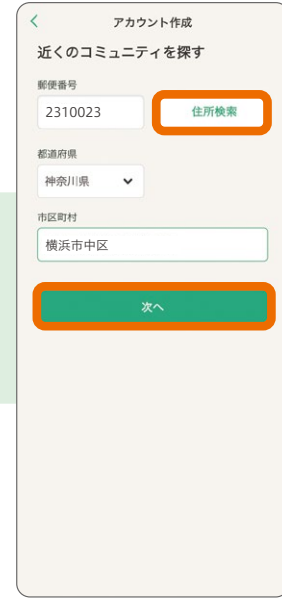 アカウント作成
近くのコミュニティを探す
郵便番号
2310023
住所検索
都道府県
神奈川県
市区町村
横浜市中区
次へ